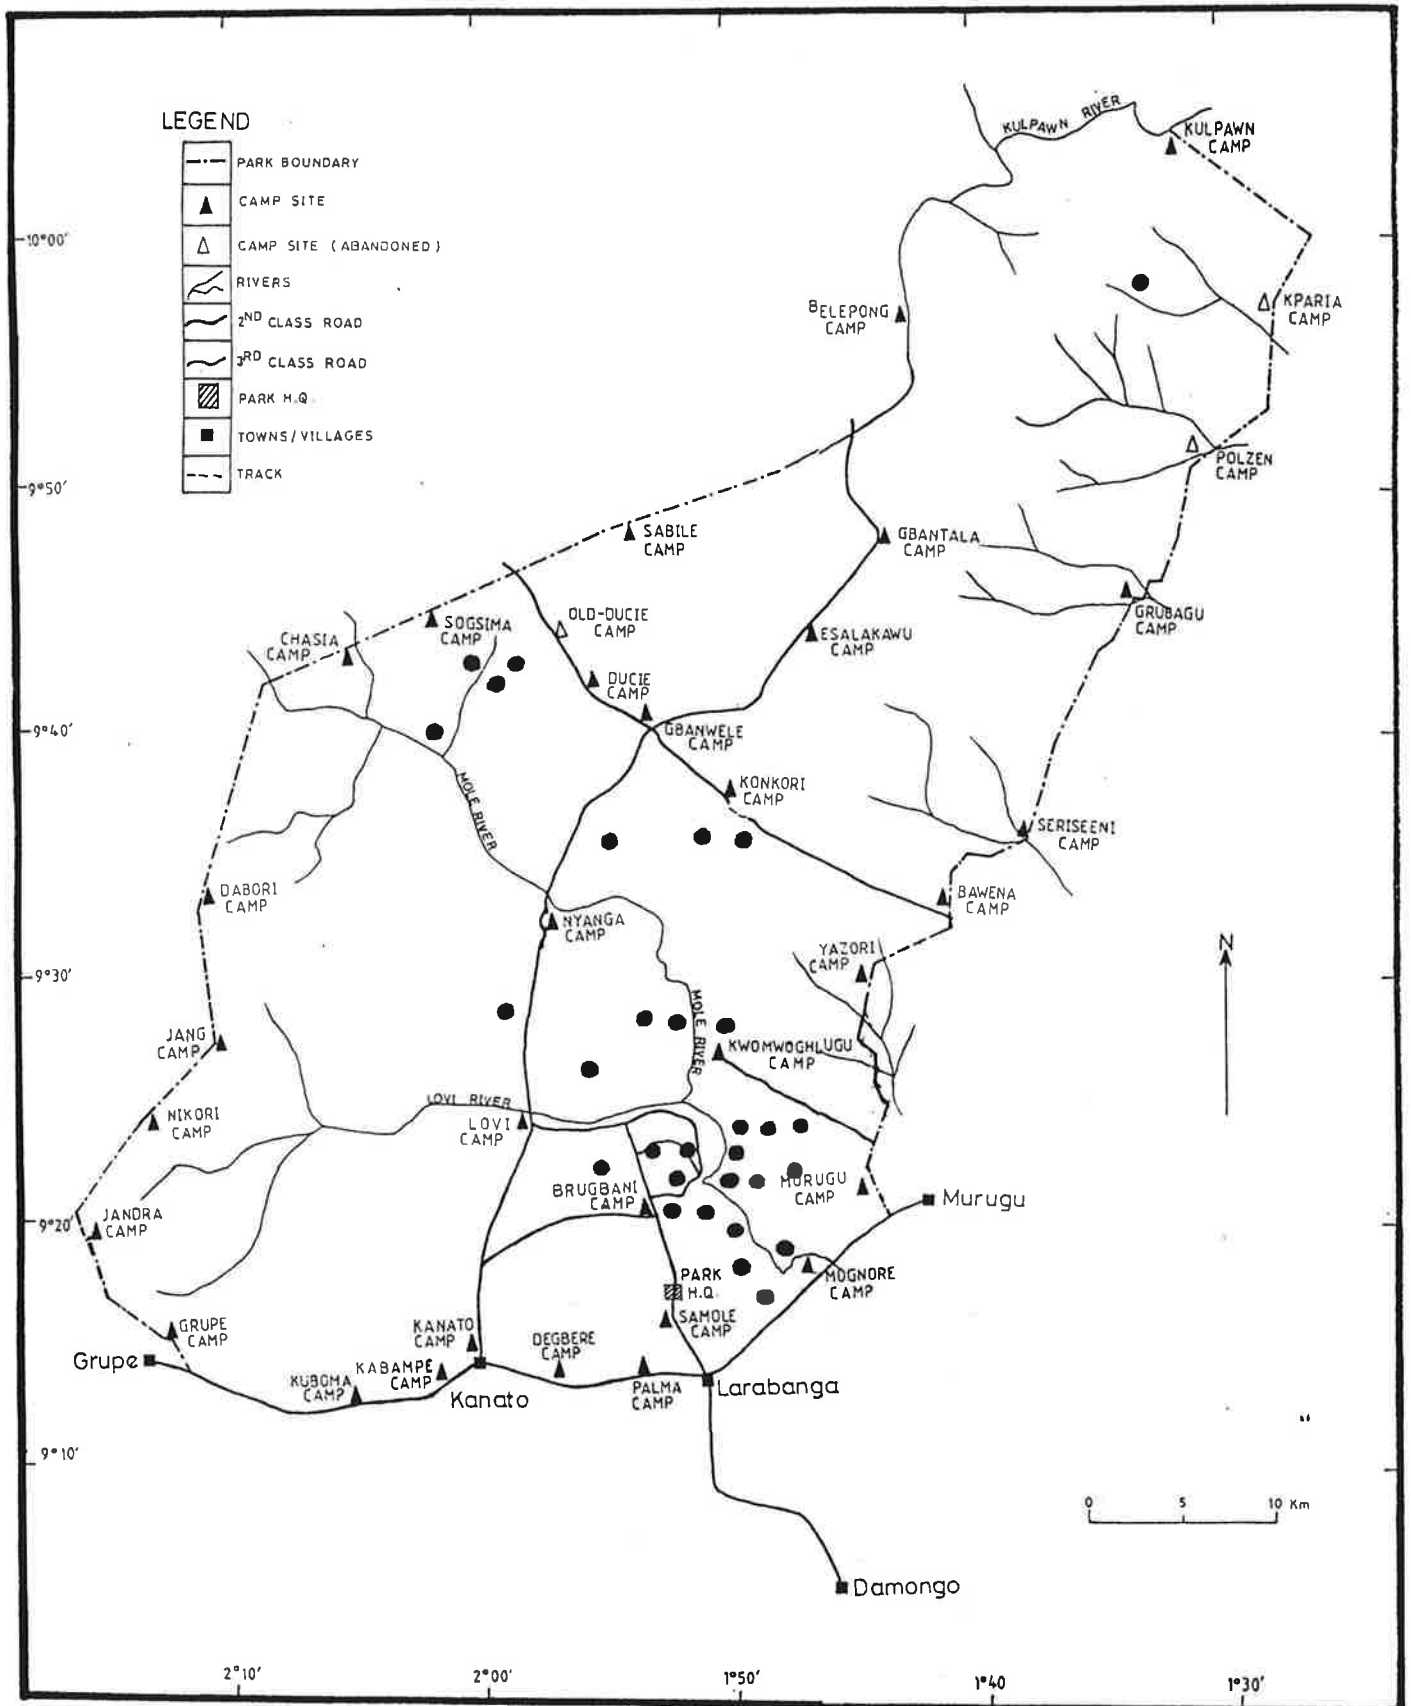 LEGEND
PARK BOUNDARY
CAMP SITE
CAMP SITE (ABANDONED)
RIVERS
2ND CLASS ROAD
3RD CLASS ROAD
PARK H.Q.
TOWNS/VILLAGES
TRACK
KULPAWN RIVER
KULPAWN
CAMP
10°00'
BELEPONG
CAMP
KPARIA
CAMP
POLZEN
CAMP
9°50'
SABILE
CAMP
GBANTALA
CAMP
GRUBAGU
CAMP
OLD-DUCIE
CAMP
SOGSIMA
CAMP
CHASIA
CAMP
ESALAKAWU
CAMP
DUCIE
CAMP
9°40'
GBANWELE
CAMP
MOLE RIVER
KONKORI
CAMP
SERISEENI
CAMP
DABORI
CAMP
BAWENA
CAMP
NYANGA
CAMP
YAZORI
CAMP
N
9°30'
MOLE RIVER
JANG
CAMP
KWOMWOGHLUGU
CAMP
LOVI RIVER
NIKORI
CAMP
LOVI
CAMP
BRUGBANI
CAMP
MURUGU
CAMP
Murugu
JANDRA
CAMP
9°20'
MOGNORE
CAMP
PARK
H.Q.
SAMOLE
CAMP
GRUPE
CAMP
KANATO
CAMP
DEGBERE
CAMP
Grupe
KABAMPE
CAMP
KUBOMA
CAMP
Kanato
PALMA
CAMP
Larabanga
9°10'
0 5 10 Km
Damongo
2°10' 2°00' 1°50' 1°40' 1°30'